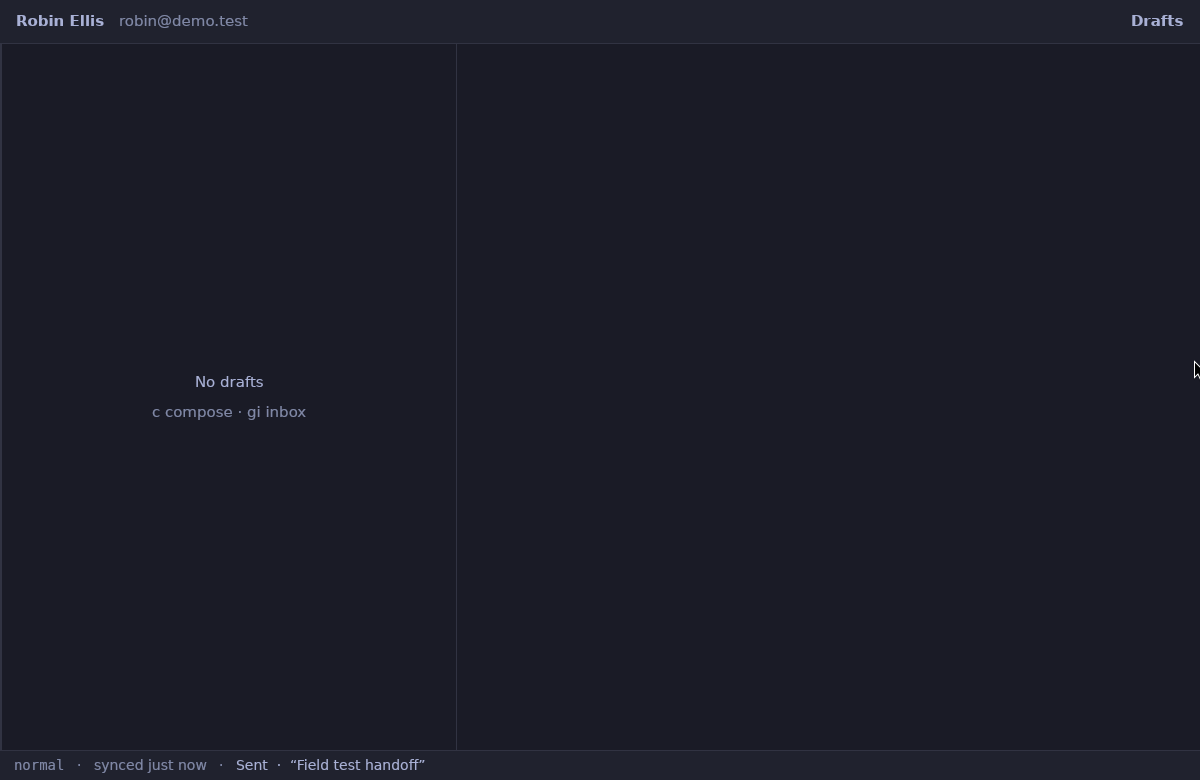 Robin Ellis robin@demo.test Drafts
No drafts
c compose · gi inbox
normal · synced just now · Sent · “Field test handoff”